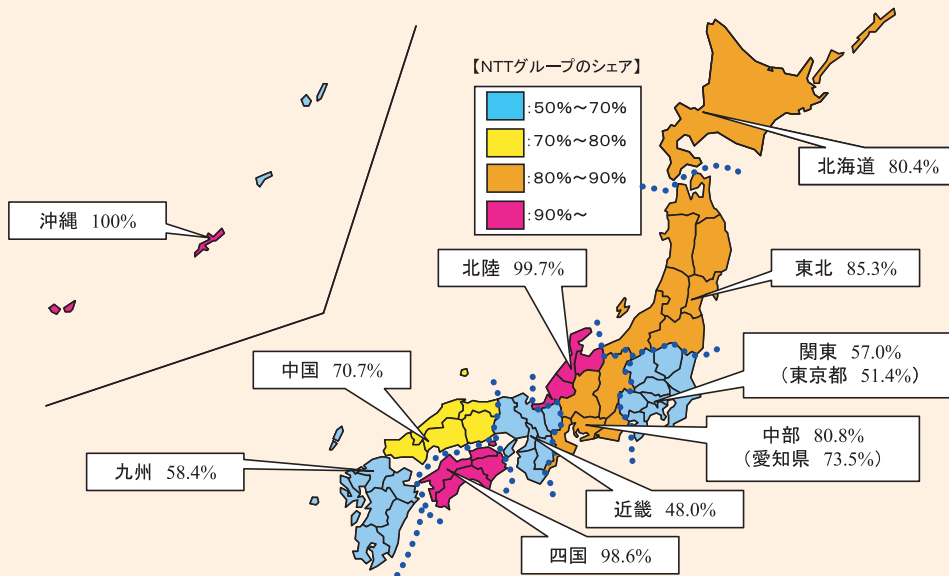 【NTTグループのシェア】
:50%～70%
:70%～80%
:80%～90%
:90%～
北海道 80.4%
沖縄 100%
北陸 99.7%
東北 85.3%
中国 70.7%
関東 57.0%
（東京都 51.4%）
中部 80.8%
（愛知県 73.5%）
九州 58.4%
近畿 48.0%
四国 98.6%